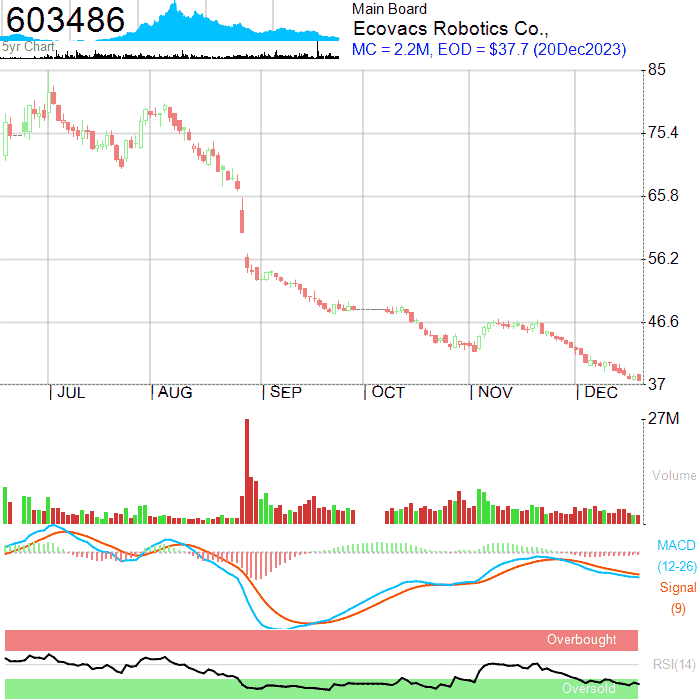 603486
5yr Chart
Main Board
Ecovacs Robotics Co.,
MC = 2.2M, EOD = $37.7 (20Dec2023)
85
75.4
65.8
56.2
46.6
37
JUL AUG SEP OCT NOV DEC
27M
Volume
MACD
(12-26)
Signal
(9)
Overbought
RSI(14)
Oversold